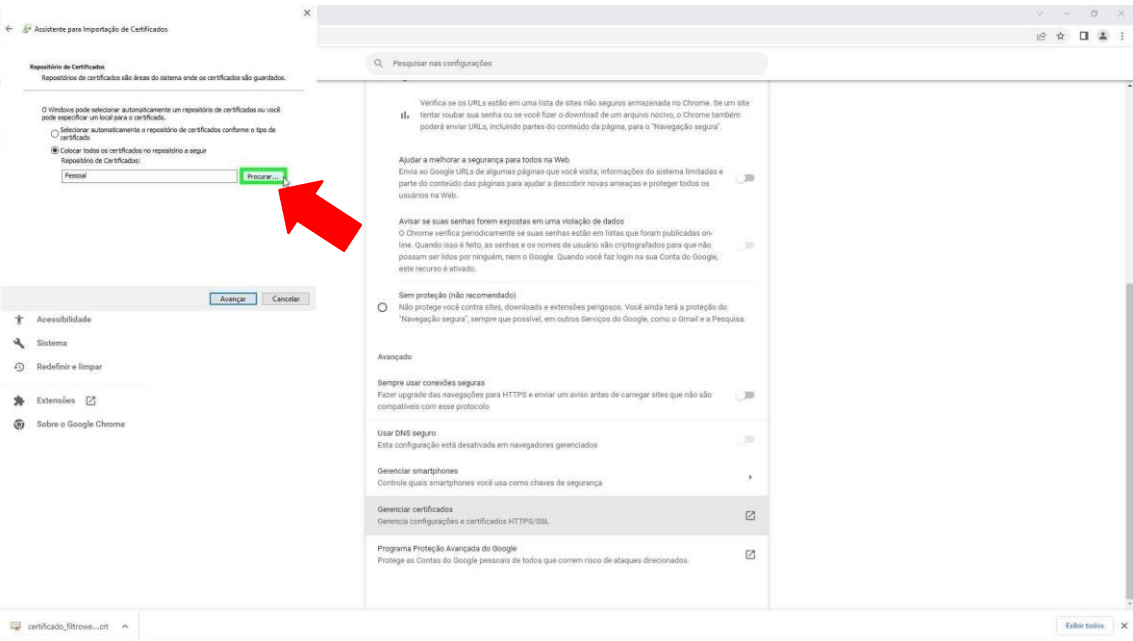 Assistente para Importação de Certificados
Repositório de Certificados
Repositórios de certificados são áreas do sistema onde os certificados são guardados.
O Windows pode selecionar automaticamente um repositório de certificados ou você
pode especificar um local para o certificado.
Selecionar automaticamente o repositório de certificados conforme o tipo de
certificado
Colocar todos os certificados no repositório a seguir
Repositório de Certificados:
Pessoal
Procurar...
Avançar
Cancelar
Acessibilidade
Sistema
Redefinir e limpar
Extensões
Sobre o Google Chrome
Pesquisar nas configurações
Verifica se os URLs estão em uma lista de sites não seguros armazenada no Chrome. Se um site
tentar roubar sua senha ou se você fizer o download de um arquivo nocivo, o Chrome também
poderá enviar URLs, incluindo partes do conteúdo da página, para o "Navegação segura".
Ajudar a melhorar a segurança para todos na Web
Envia ao Google URLs de algumas páginas que você visita, informações do sistema limitadas e
parte do conteúdo das páginas para ajudar a descobrir novas ameaças e proteger todos os
usuários na Web.
Avisar se suas senhas forem expostas em uma violação de dados
O Chrome verifica periodicamente se suas senhas estão em listas que foram publicadas on-
line. Quando isso é feito, as senhas e os nomes de usuário são criptografados para que não
possam ser lidos por ninguém, nem o Google. Quando você faz login na sua Conta do Google,
este recurso é ativado.
Sem proteção (não recomendado)
Não protege você contra sites, downloads e extensões perigosos. Você ainda terá a proteção do
"Navegação segura", sempre que possível, em outros Serviços do Google, como o Gmail e a Pesquisa.
Avançado
Sempre usar conexões seguras
Fazer upgrade das navegações para HTTPS e enviar um aviso antes de carregar sites que não são
compatíveis com esse protocolo
Usar DNS seguro
Esta configuração está desativada em navegadores gerenciados
Gerenciar smartphones
Controle quais smartphones você usa como chaves de segurança
Gerenciar certificados
Gerencia configurações e certificados HTTPS/SSL
Programa Proteção Avançada do Google
Protege as Contas do Google pessoais de todos que correm risco de ataques direcionados
certificado_filtrowe....crt
Exibir todos